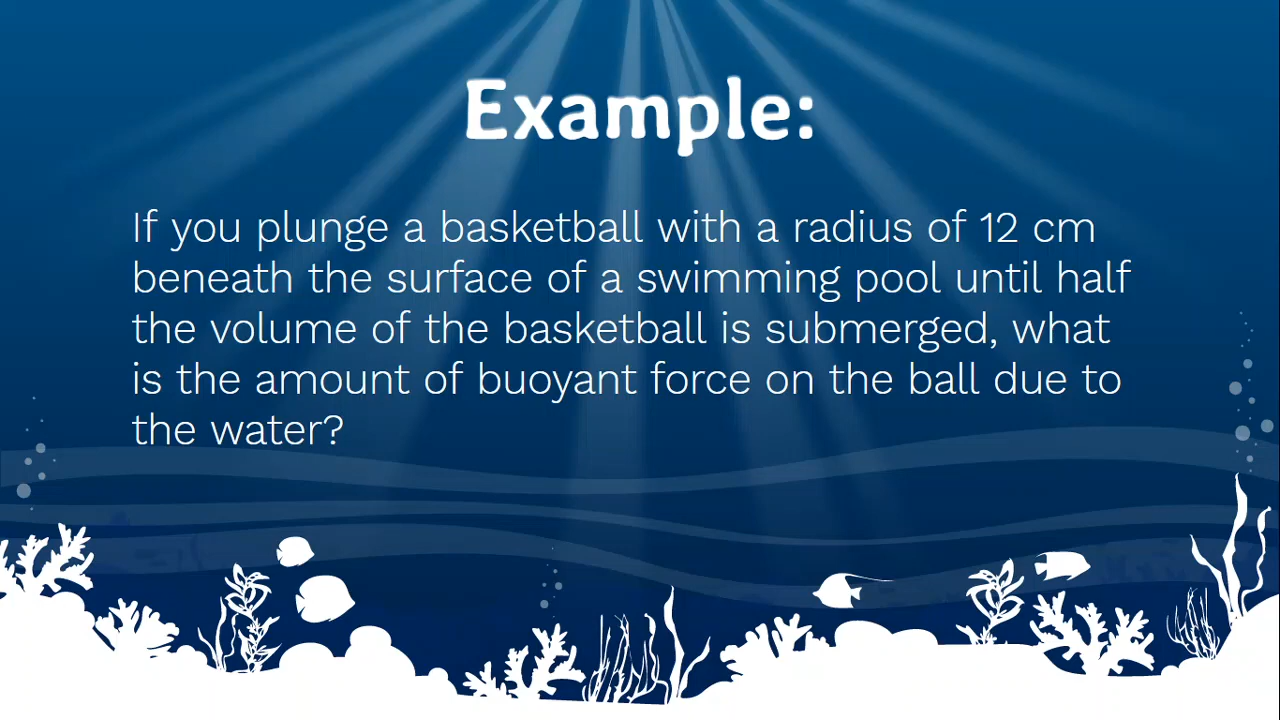 Example:
If you plunge a basketball with a radius of 12 cm
beneath the surface of a swimming pool until half
the volume of the basketball is submerged, what
is the amount of buoyant force on the ball due to
the water?